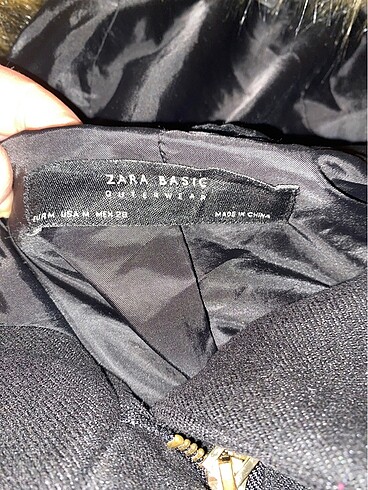 ZARA BASIC
OUTERWEAR
EUR M USA M MEX 28 MADE IN CHINA